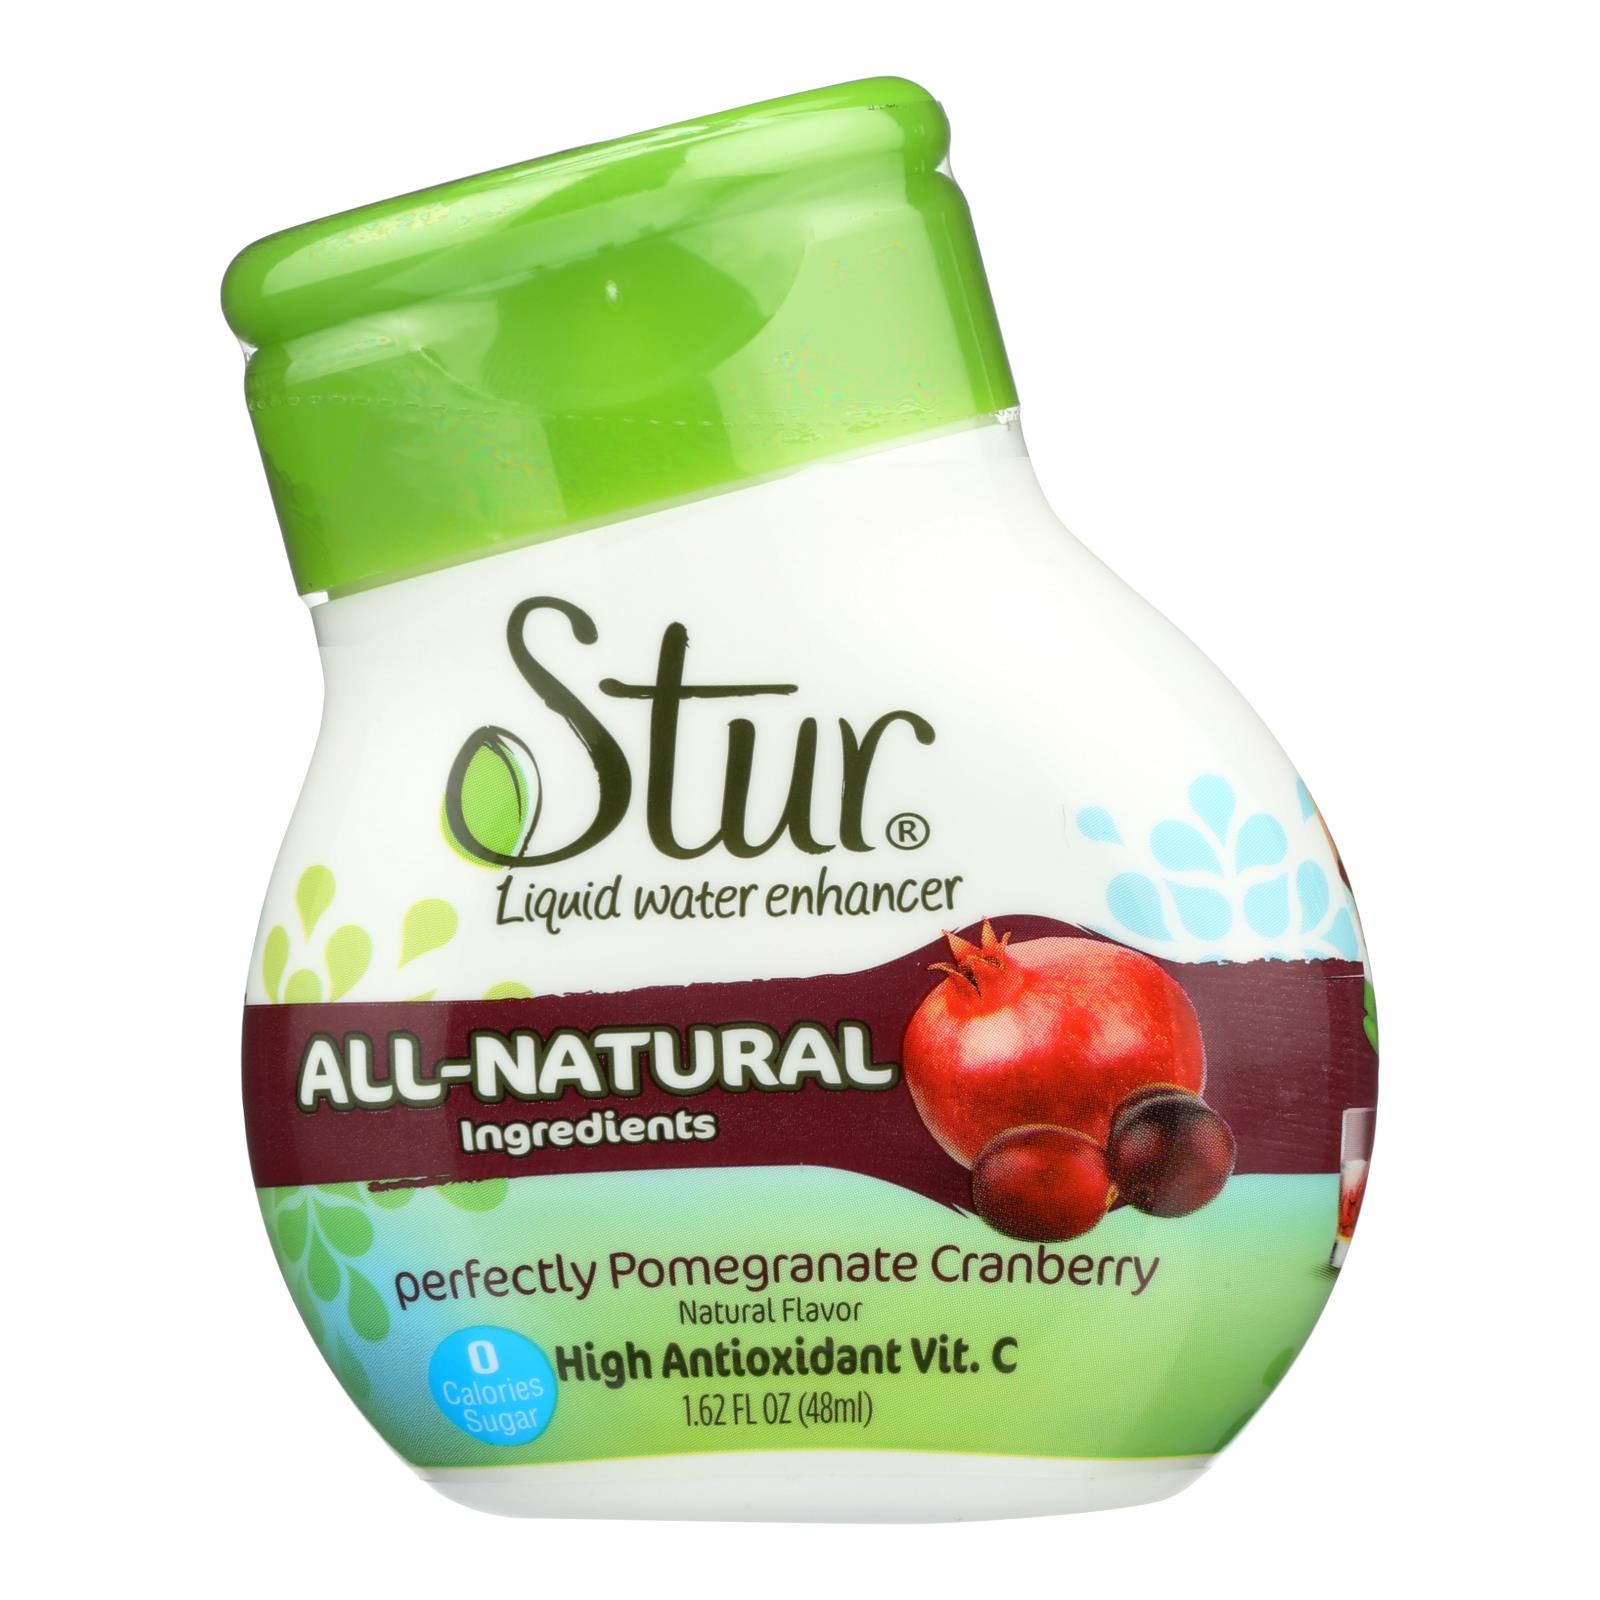 Stur®
Liquid water enhancer
ALL-NATURAL
Ingredients
perfectly Pomegranate Cranberry
Natural Flavor
High Antioxidant Vit. C
0
Calories
Sugar
1.62 FL OZ (48ml)